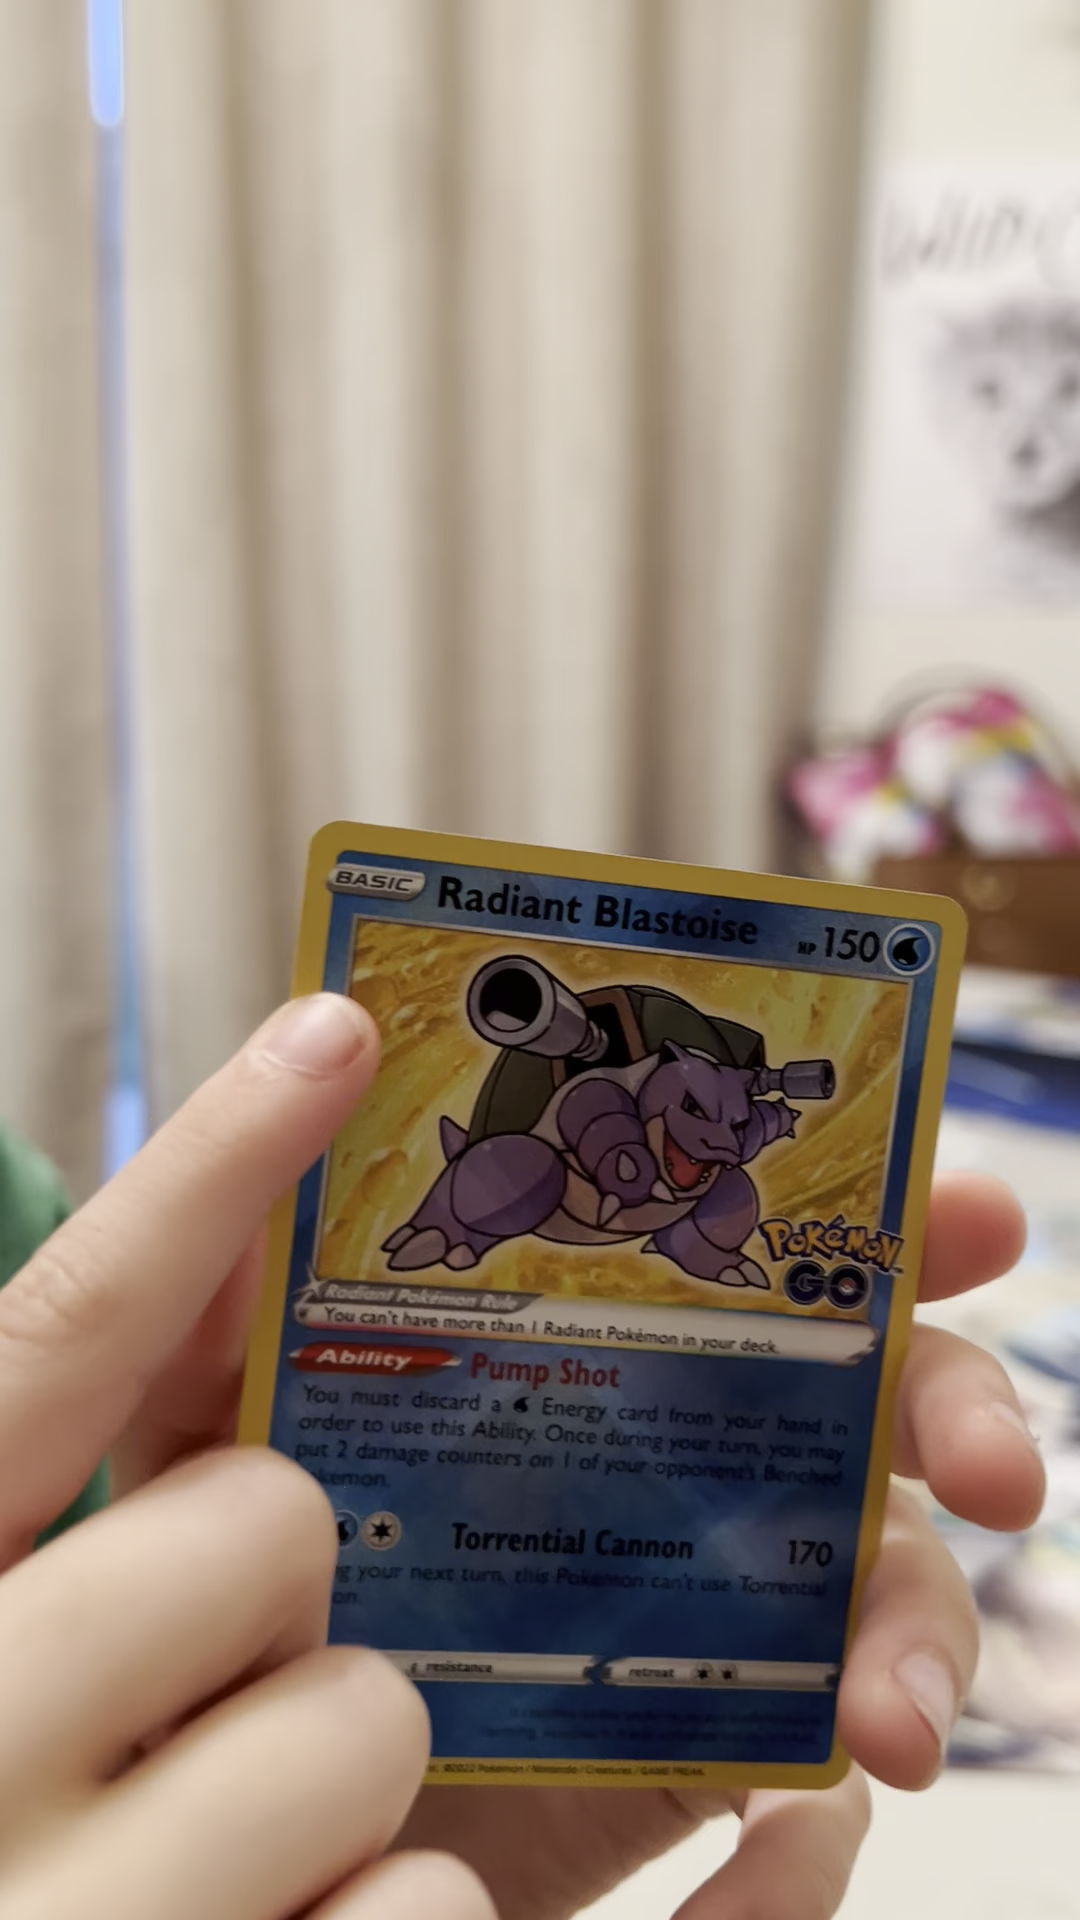 WILD
BASIC Radiant Blastoise HP 150
POKéMON
GO
Radiant Pokémon Rule
You can't have more than 1 Radiant Pokémon in your deck.
Ability Pump Shot
You must discard a Energy card from your hand in
order to use this Ability. Once during your turn, you may
put 2 damage counters on 1 of your opponent's Benched
okémon.
Torrential Cannon 170
g your next turn, this Pokémon can't use Torrential
on.
resistance retreat
©2022 Pokémon / Nintendo / Creatures / GAME FREAK